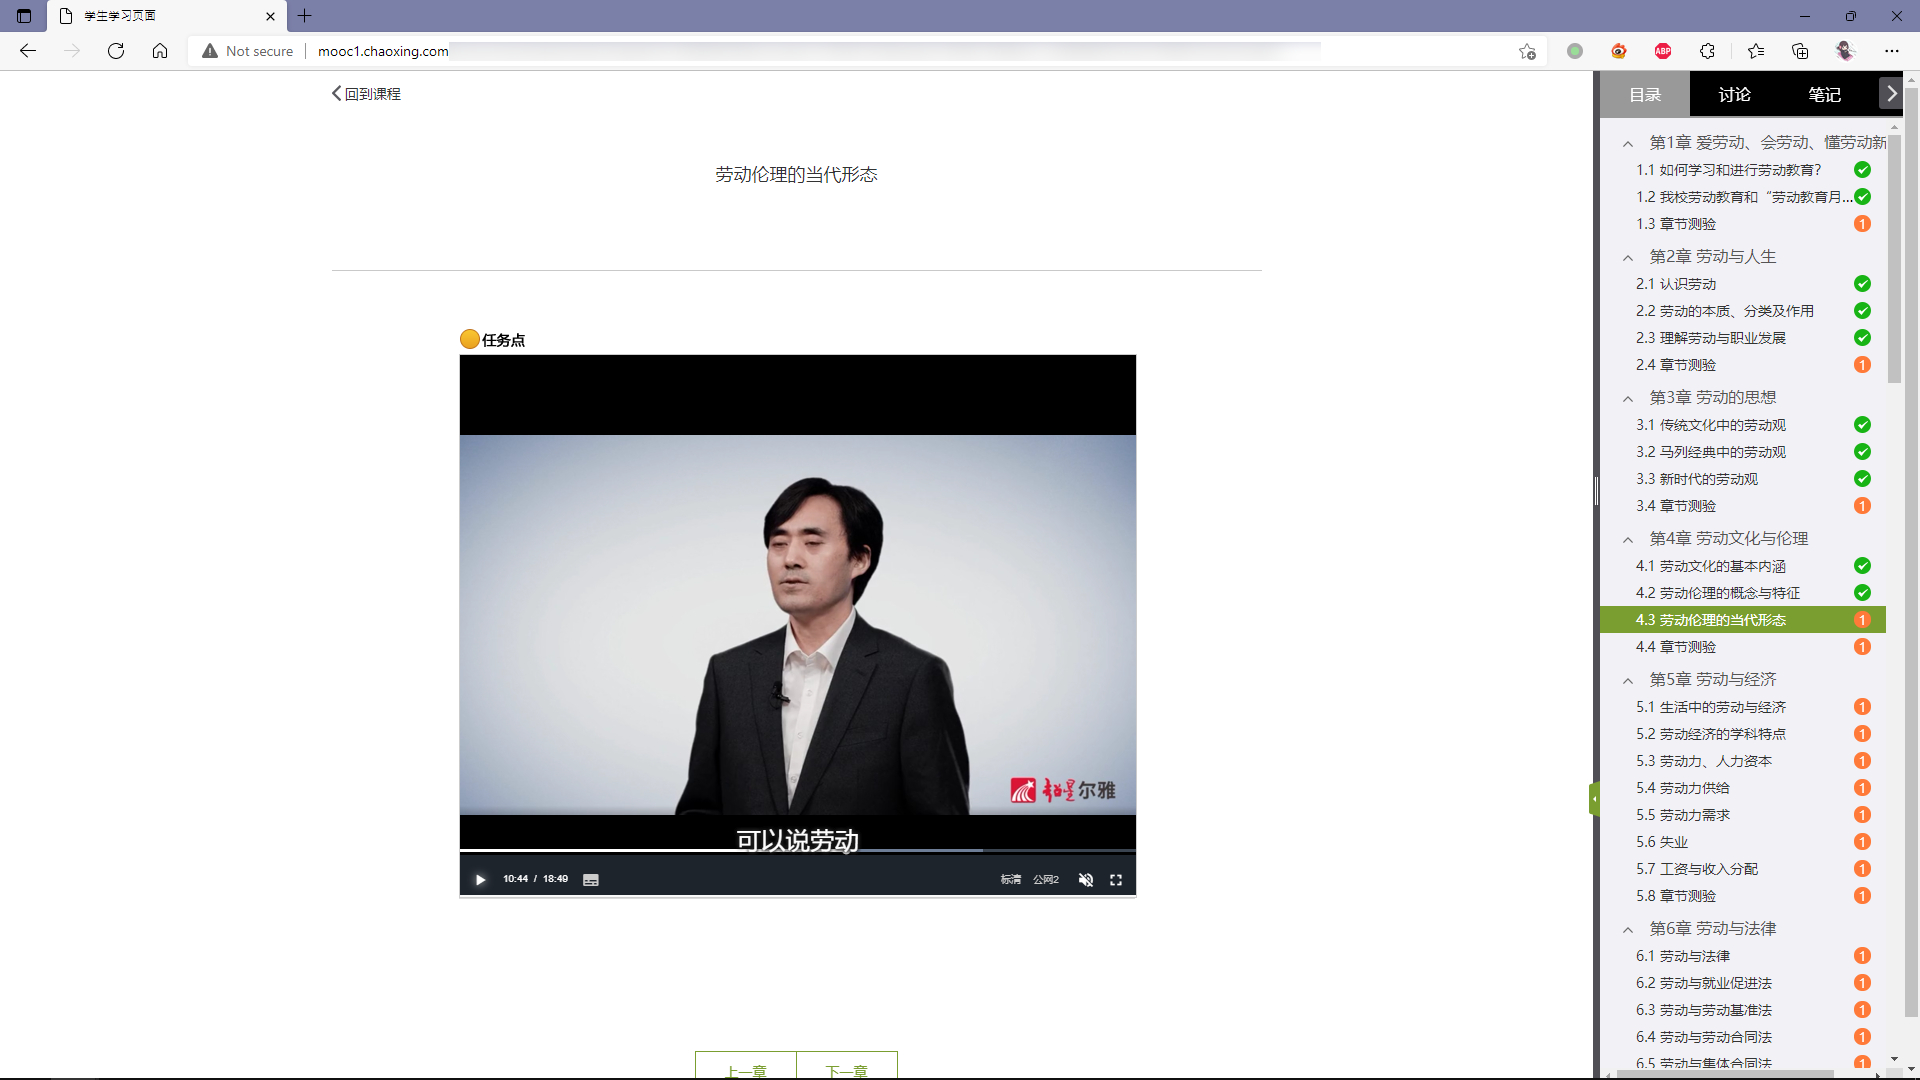 学生学习页面
Not secure
mooc1.chaoxing.com
ABP
回到课程
劳动伦理的当代形态
任务点
超星尔雅
可以说劳动
10:44 / 18:49
标清
公网2
上一章
下一章
目录
讨论
笔记
第1章 爱劳动、会劳动、懂劳动新
1.1 如何学习和进行劳动教育?
1.2 我校劳动教育和“劳动教育月...
1.3 章节测验 1
第2章 劳动与人生
2.1 认识劳动
2.2 劳动的本质、分类及作用
2.3 理解劳动与职业发展
2.4 章节测验 1
第3章 劳动的思想
3.1 传统文化中的劳动观
3.2 马列经典中的劳动观
3.3 新时代的劳动观
3.4 章节测验 1
第4章 劳动文化与伦理
4.1 劳动文化的基本内涵
4.2 劳动伦理的概念与特征
4.3 劳动伦理的当代形态 1
4.4 章节测验 1
第5章 劳动与经济
5.1 生活中的劳动与经济 1
5.2 劳动经济的学科特点 1
5.3 劳动力、人力资本 1
5.4 劳动力供给 1
5.5 劳动力需求 1
5.6 失业 1
5.7 工资与收入分配 1
5.8 章节测验 1
第6章 劳动与法律
6.1 劳动与法律 1
6.2 劳动与就业促进法 1
6.3 劳动与劳动基准法 1
6.4 劳动与劳动合同法 1
6.5 劳动与集体合同法 1